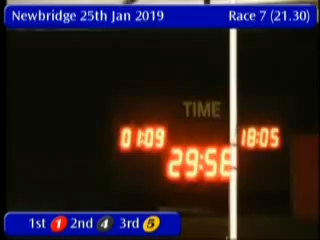 Newbridge 25th Jan 2019 Race 7 (21.30)
TIME
01:09 18:05
29:58
1st 1 2nd 4 3rd 5